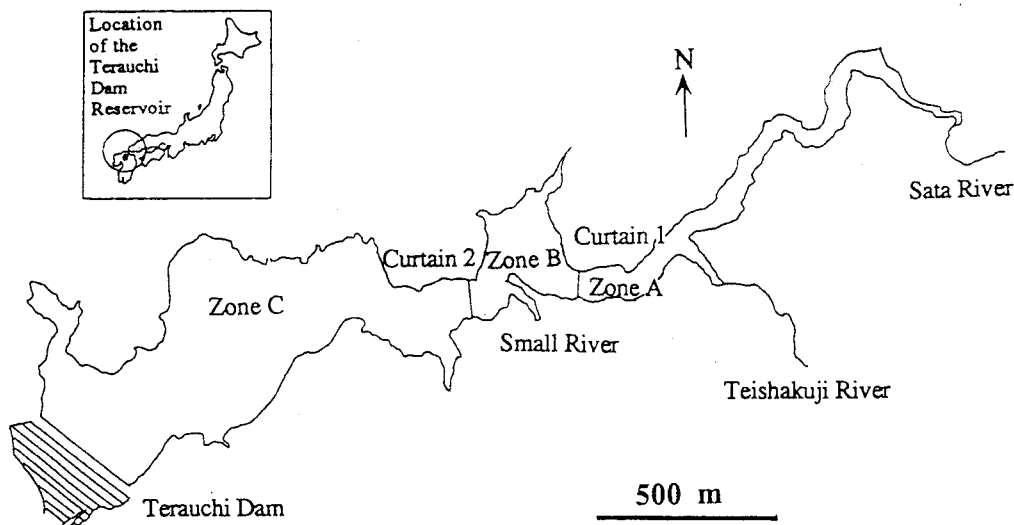 Location
of the
Terauchi
Dam
Reservoir
N
Sata River
Curtain 1
Curtain 2
Zone B
Zone A
Zone C
Small River
Teishakuji River
500 m
Terauchi Dam